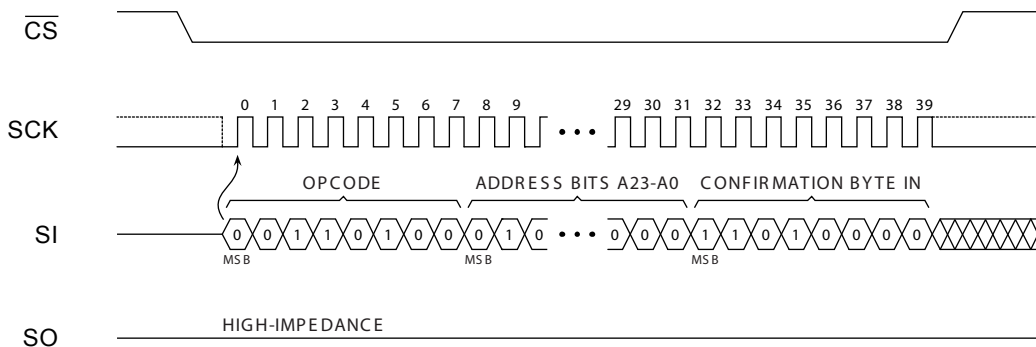 CS
0 1 2 3 4 5 6 7 8 9 29 30 31 32 33 34 35 36 37 38 39
SCK
OPCODE ADDRESS BITS A23-A0 CONFIRMATION BYTE IN
SI 0 0 1 1 0 1 0 0 0 1 0 0 0 0 1 1 0 1 0 0 0 0
MSB MSB MSB
HIGH-IMPEDANCE
SO